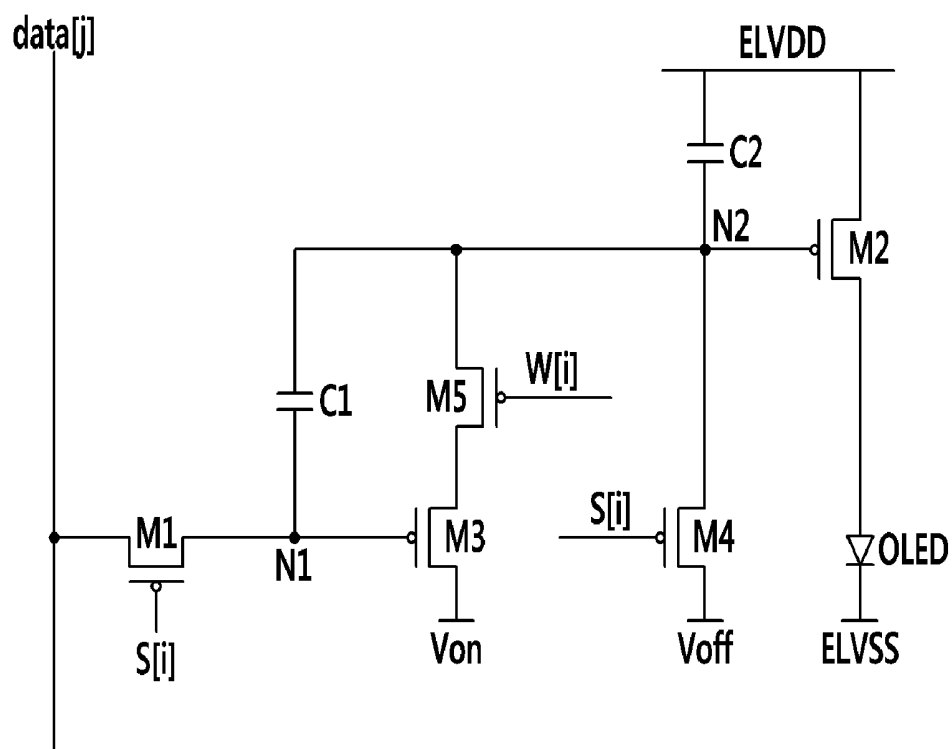 data[j]
ELVDD
C2
N2
M2
W[i]
M5
C1
S[i]
M1
M3
M4
OLED
N1
S[i]
Von
Voff
ELVSS